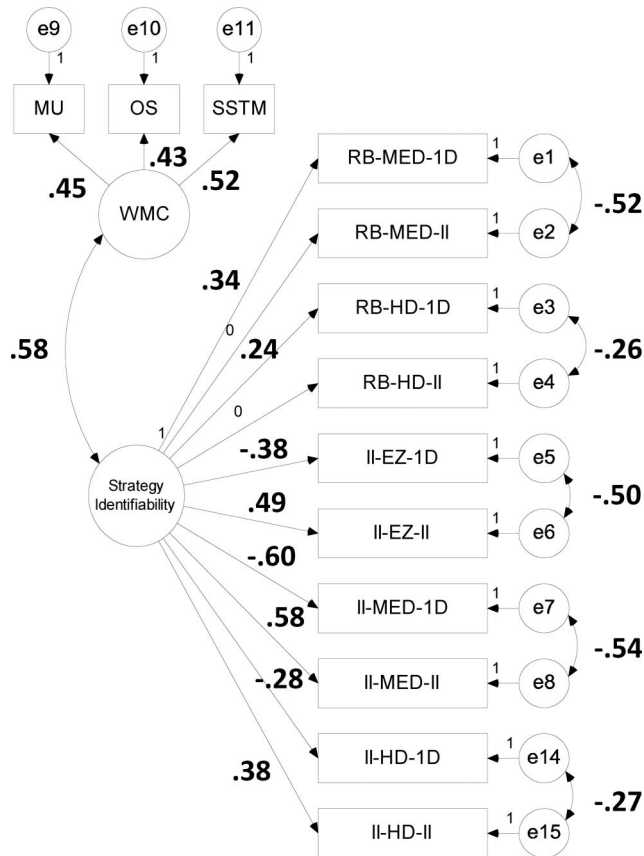 e9 e10 e11
1 1 1
MU OS SSTM
.45 .43 .52
WMC
.58
Strategy
Identifiability
1
.34
0
.24
0
-.38
.49
-.60
.58
-.28
.38
RB-MED-1D 1 e1
-.52
RB-MED-II 1 e2
RB-HD-1D 1 e3
-.26
RB-HD-II 1 e4
II-EZ-1D 1 e5
-.50
II-EZ-II 1 e6
II-MED-1D 1 e7
-.54
II-MED-II 1 e8
II-HD-1D 1 e14
-.27
II-HD-II 1 e15